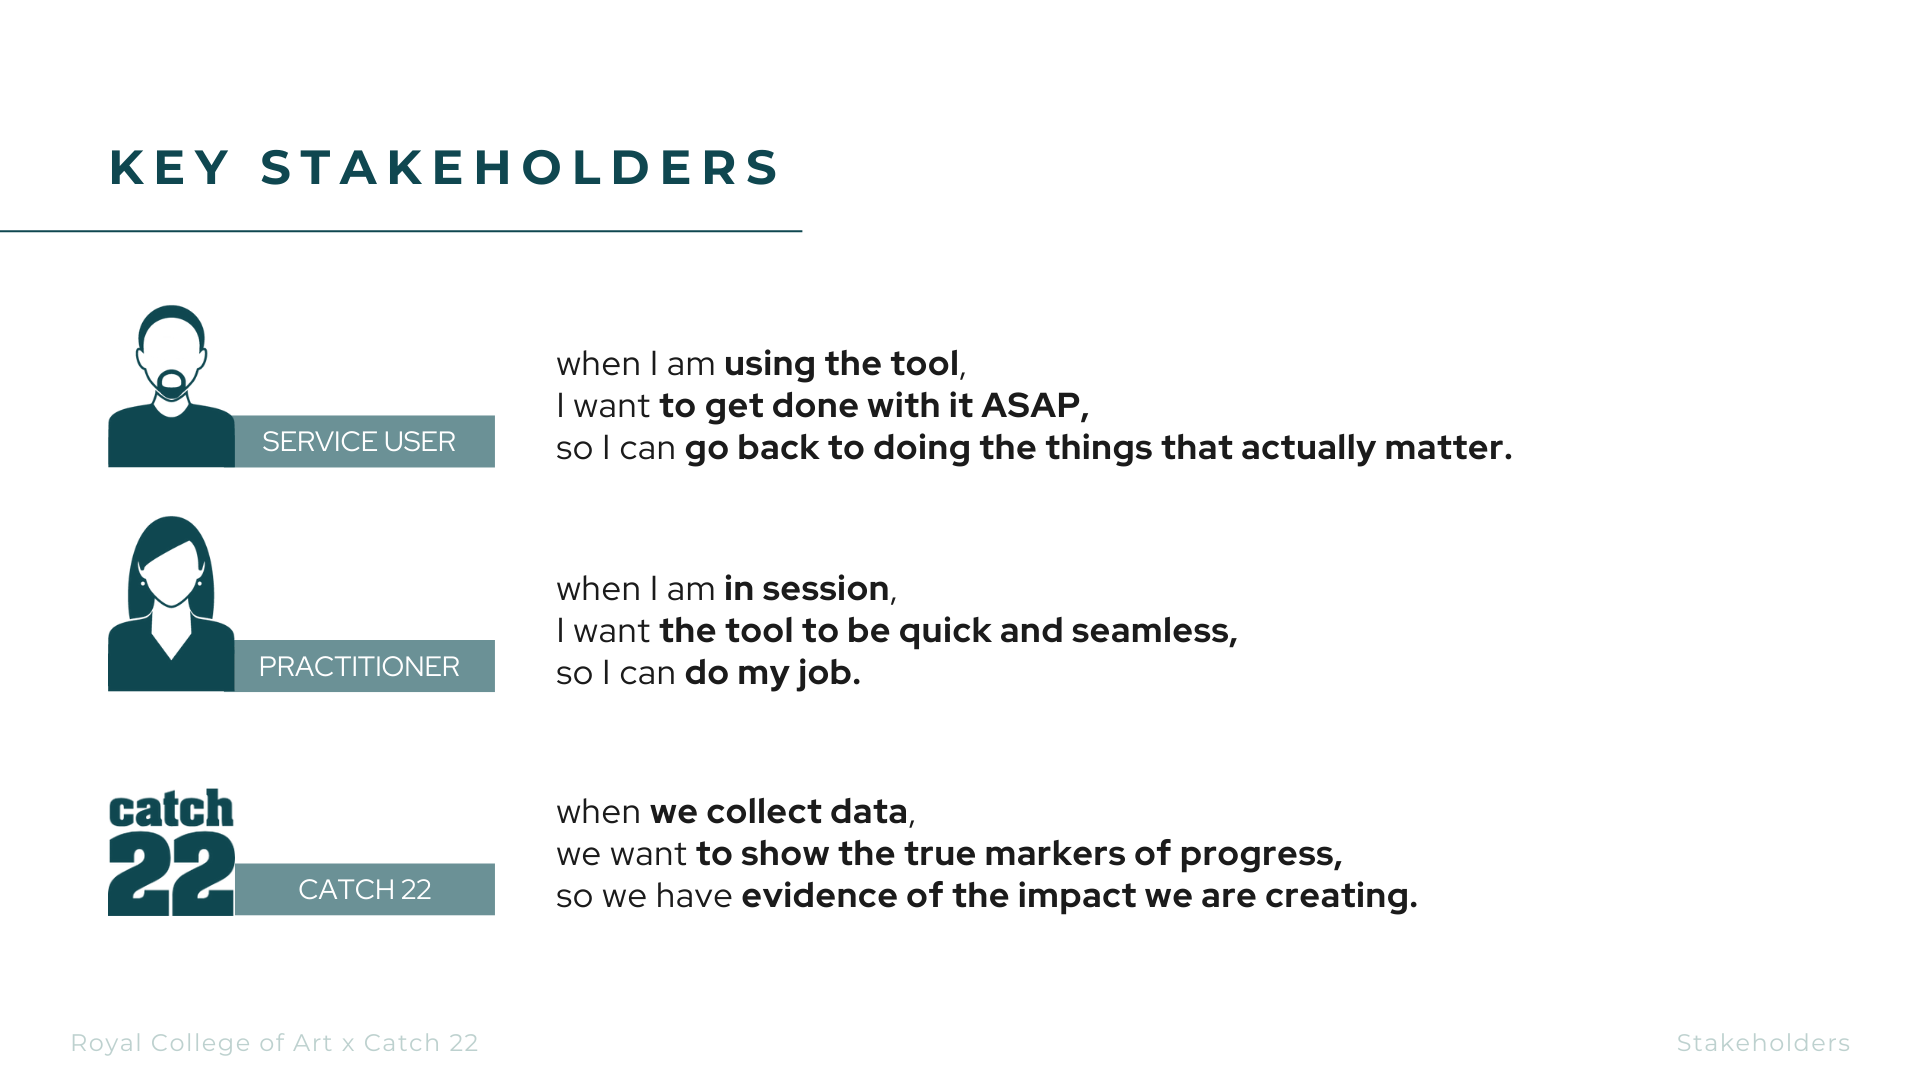 KEY STAKEHOLDERS
SERVICE USER
when I am using the tool,
I want to get done with it ASAP,
so I can go back to doing the things that actually matter.
PRACTITIONER
when I am in session,
I want the tool to be quick and seamless,
so I can do my job.
catch
22
CATCH 22
when we collect data,
we want to show the true markers of progress,
so we have evidence of the impact we are creating.
Royal College of Art x Catch 22
Stakeholders